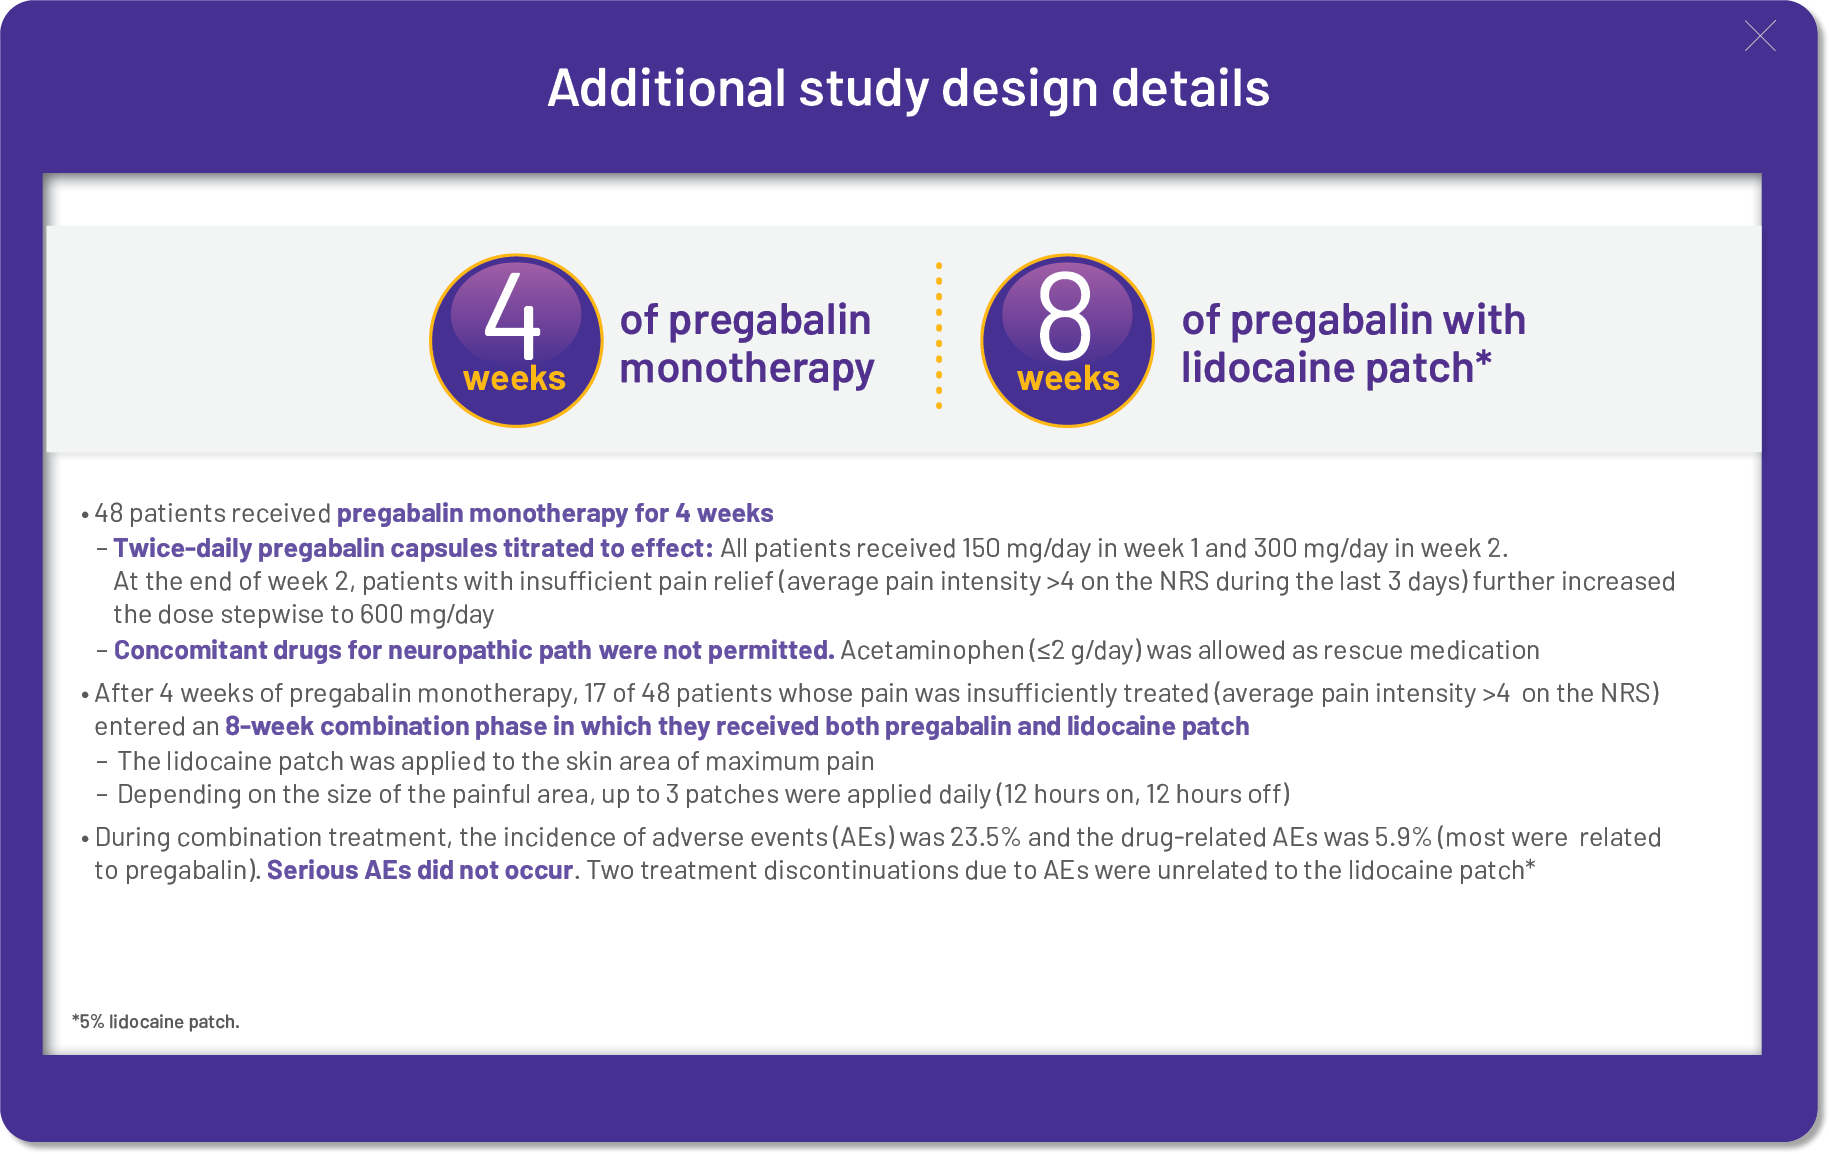 Additional study design details
4
weeks
of pregabalin
monotherapy
8
weeks
of pregabalin with
lidocaine patch*
• 48 patients received pregabalin monotherapy for 4 weeks
– Twice-daily pregabalin capsules titrated to effect: All patients received 150 mg/day in week 1 and 300 mg/day in week 2.
At the end of week 2, patients with insufficient pain relief (average pain intensity >4 on the NRS during the last 3 days) further increased
the dose stepwise to 600 mg/day
– Concomitant drugs for neuropathic path were not permitted. Acetaminophen (≤2 g/day) was allowed as rescue medication
• After 4 weeks of pregabalin monotherapy, 17 of 48 patients whose pain was insufficiently treated (average pain intensity >4 on the NRS)
entered an 8-week combination phase in which they received both pregabalin and lidocaine patch
– The lidocaine patch was applied to the skin area of maximum pain
– Depending on the size of the painful area, up to 3 patches were applied daily (12 hours on, 12 hours off)
• During combination treatment, the incidence of adverse events (AEs) was 23.5% and the drug-related AEs was 5.9% (most were related
to pregabalin). Serious AEs did not occur. Two treatment discontinuations due to AEs were unrelated to the lidocaine patch*
*5% lidocaine patch.